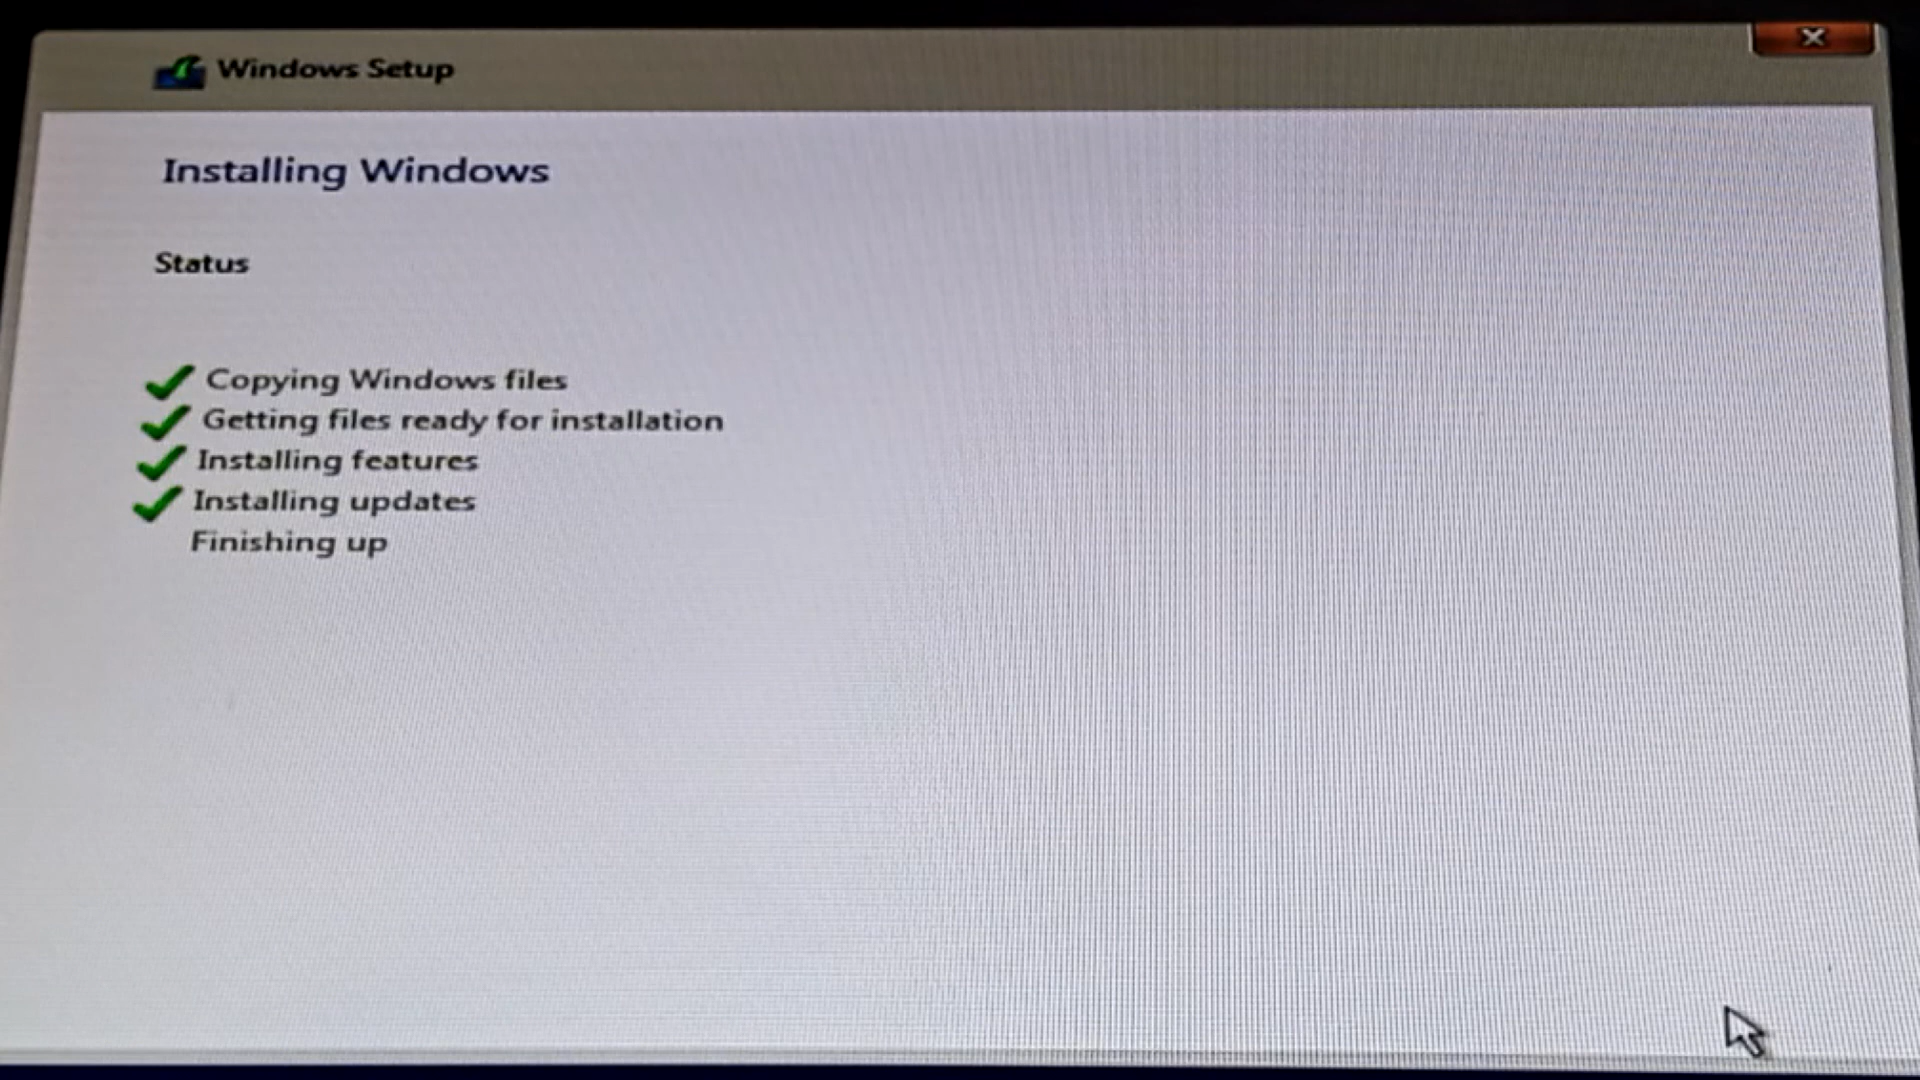 Windows Setup
Installing Windows
Status
Copying Windows files
Getting files ready for installation
Installing features
Installing updates
Finishing up